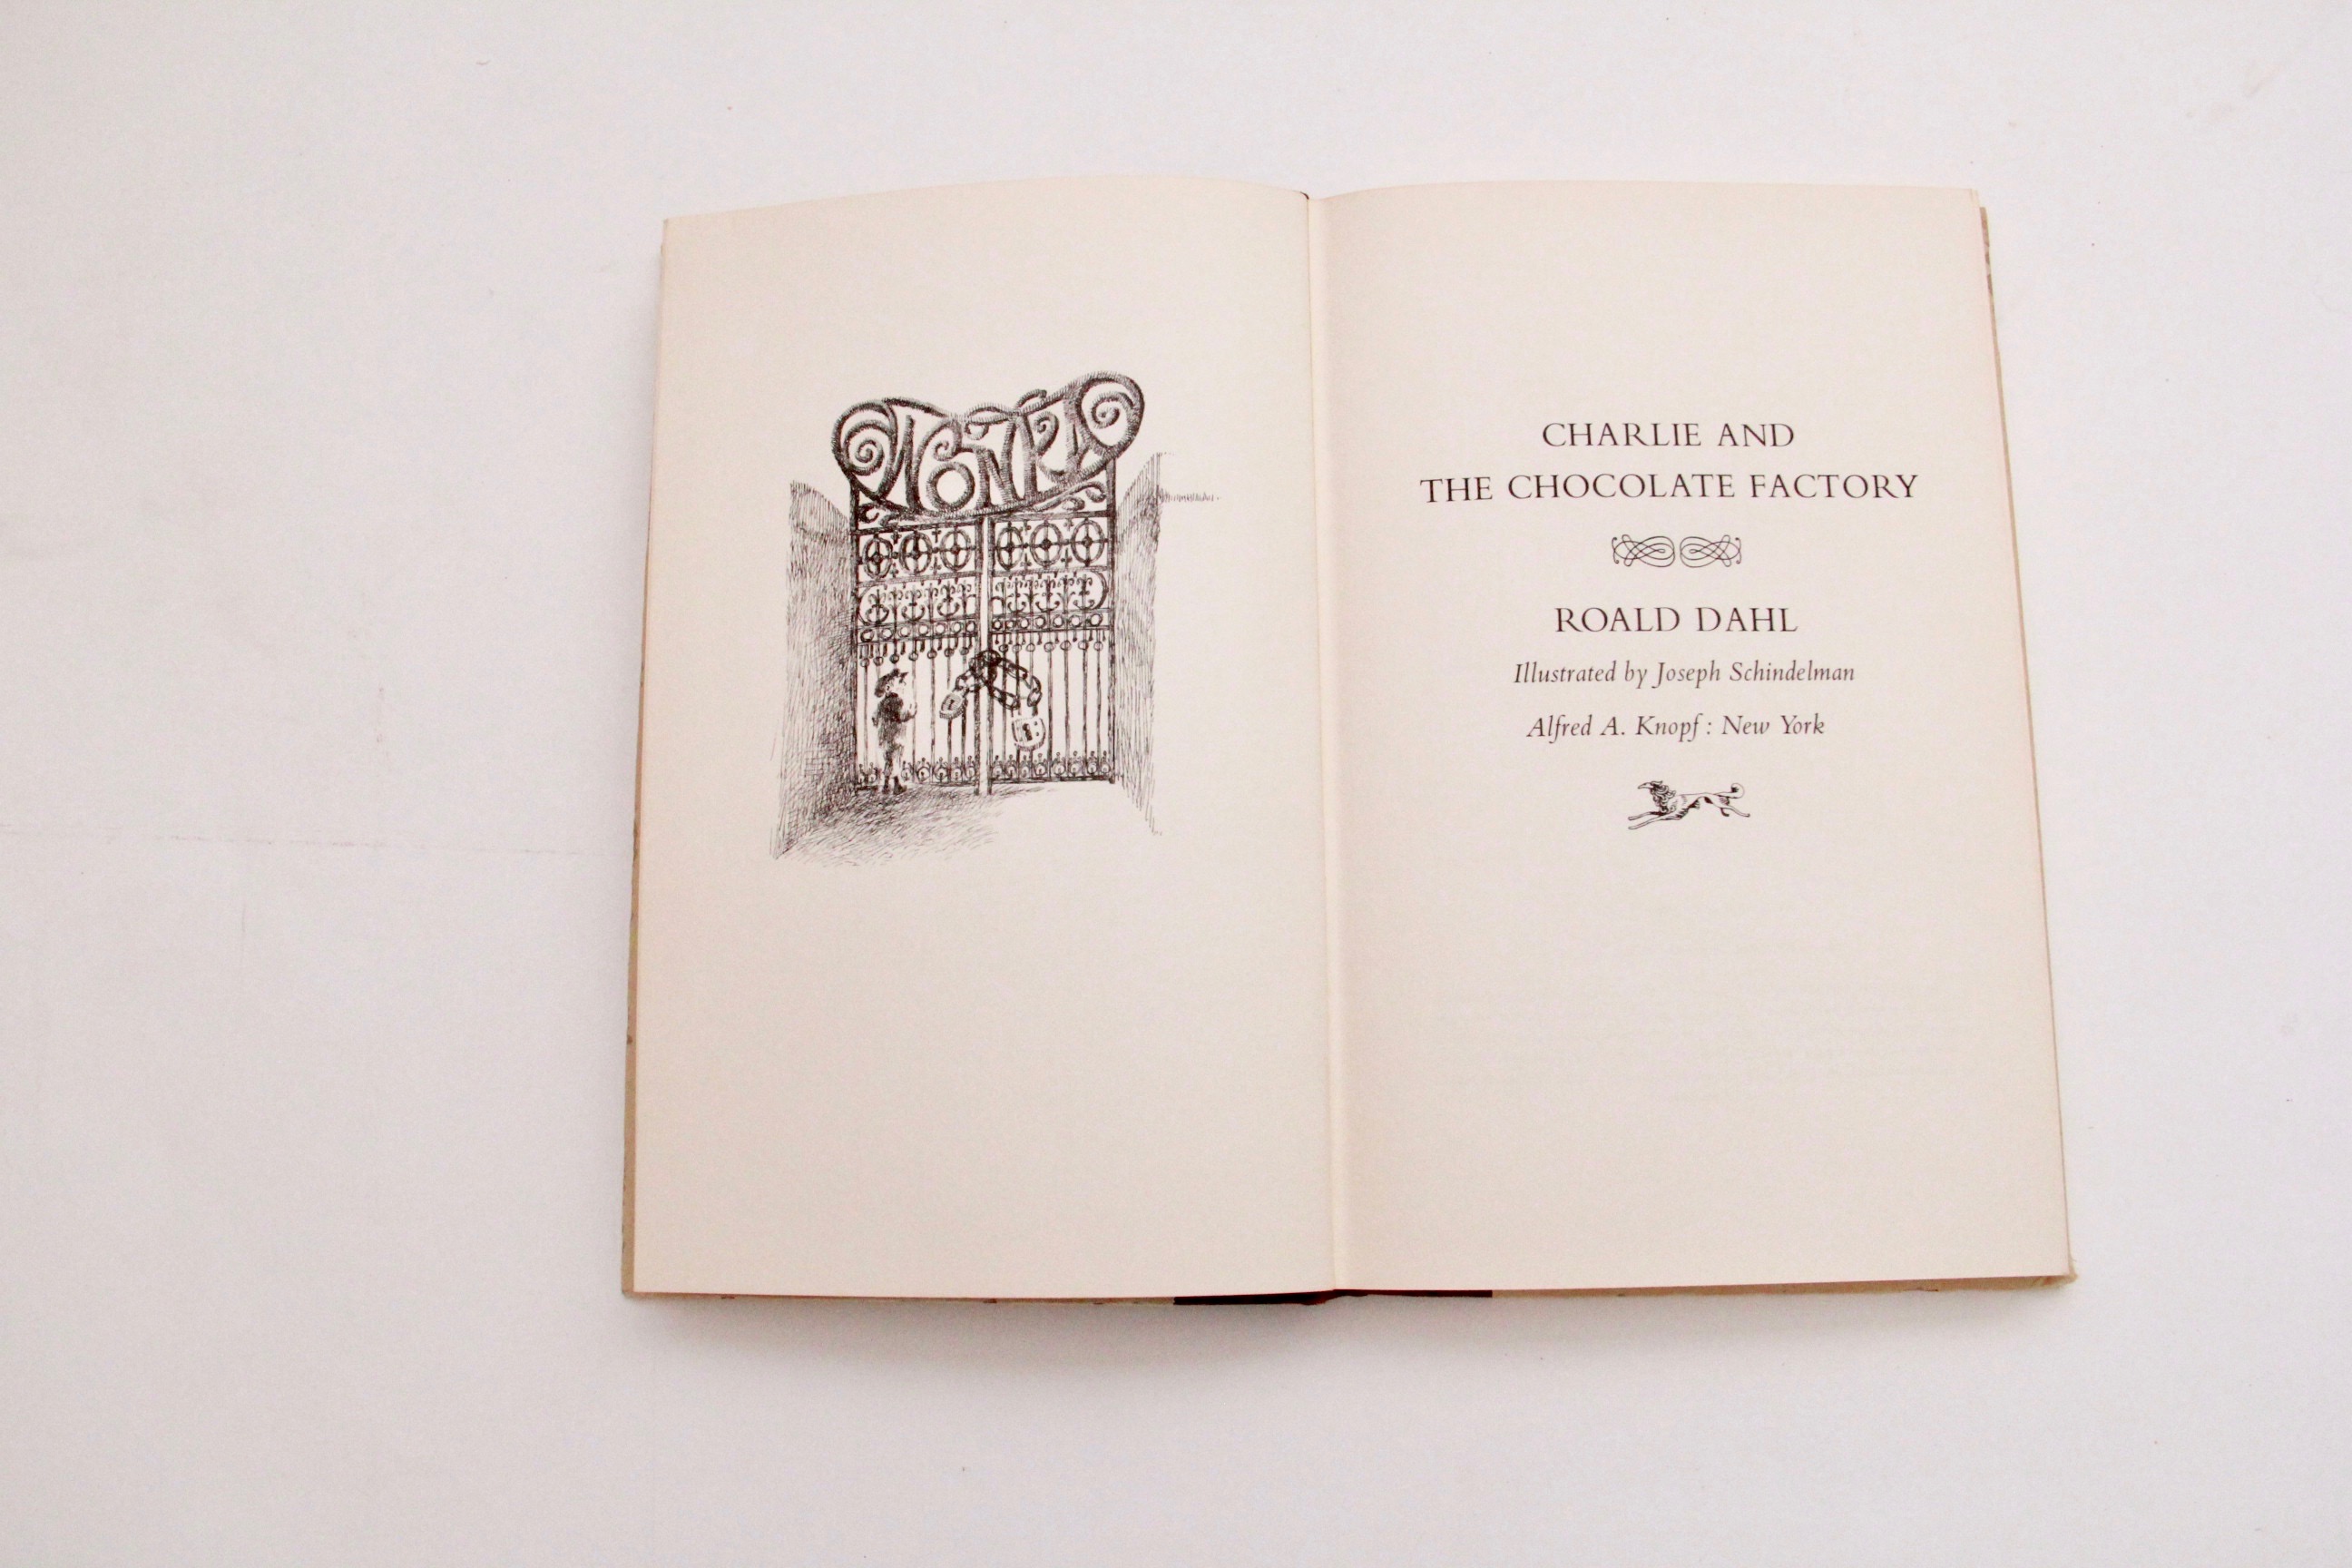 WONKA
CHARLIE AND
THE CHOCOLATE FACTORY
ROALD DAHL
Illustrated by Joseph Schindelman
Alfred A. Knopf : New York